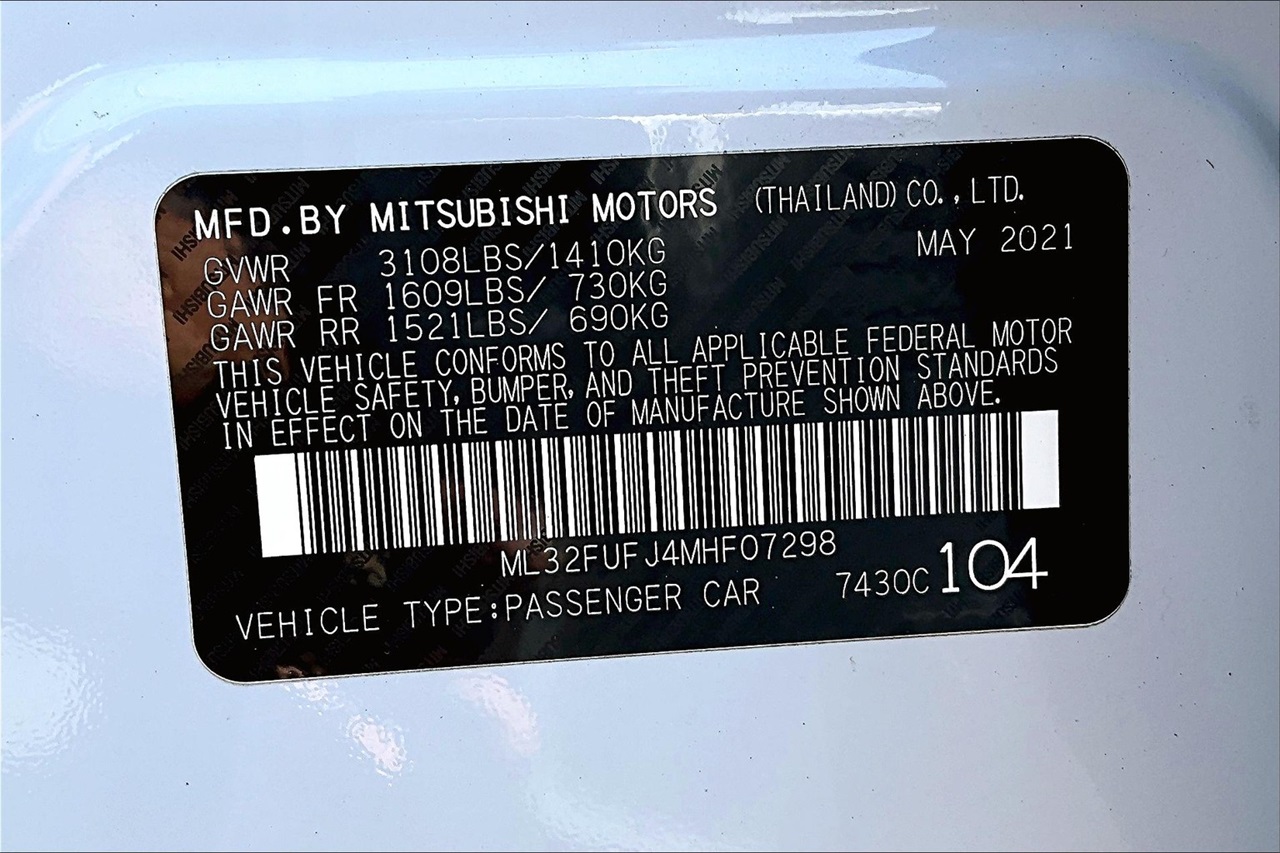 MFD.BY MITSUBISHI MOTORS (THAILAND) CO., LTD.
MAY 2021
GVWR 3108LBS/1410KG
GAWR FR 1609LBS/ 730KG
GAWR RR 1521LBS/ 690KG
THIS VEHICLE CONFORMS TO ALL APPLICABLE FEDERAL MOTOR
VEHICLE SAFETY, BUMPER, AND THEFT PREVENTION STANDARDS
IN EFFECT ON THE DATE OF MANUFACTURE SHOWN ABOVE.
ML32FUFJ4MHF07298
VEHICLE TYPE:PASSENGER CAR 7430C 104